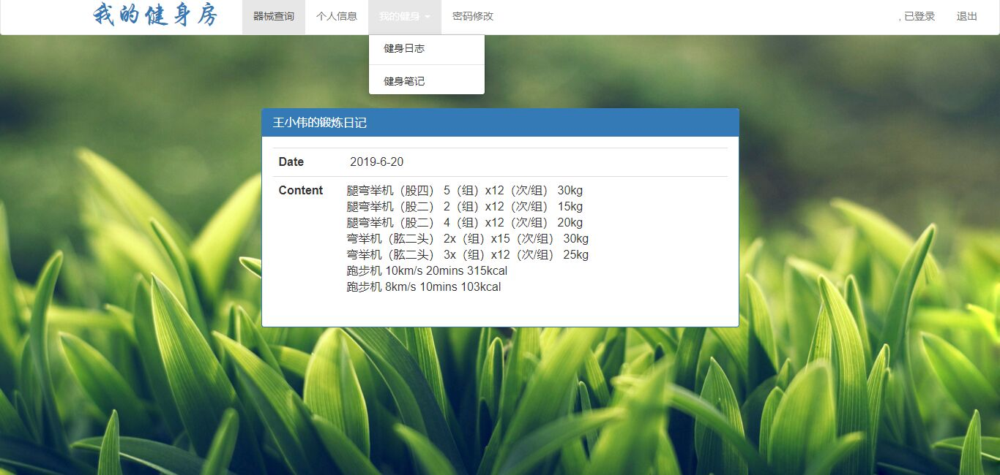 我的健身房 器械查询 个人信息 我的健身 密码修改 , 已登录 退出
健身日志
健身笔记
王小伟的锻炼日记
Date 2019-6-20
Content 腿弯举机（股四） 5（组）x12（次/组） 30kg
腿弯举机（股二） 2（组）x12（次/组） 15kg
腿弯举机（股二） 4（组）x12（次/组） 20kg
弯举机（肱二头） 2x（组）x15（次/组） 30kg
弯举机（肱二头） 3x（组）x12（次/组） 25kg
跑步机 10km/s 20mins 315kcal
跑步机 8km/s 10mins 103kcal